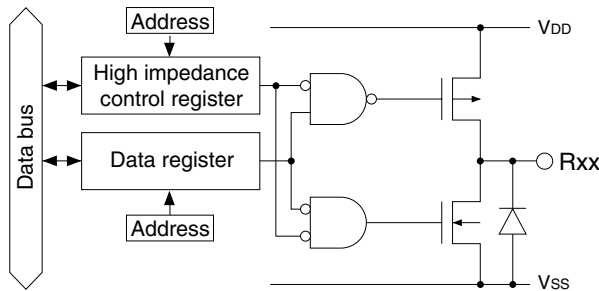 Address
VDD
High impedance
control register
Data bus
Data register
Rxx
Address
VSS